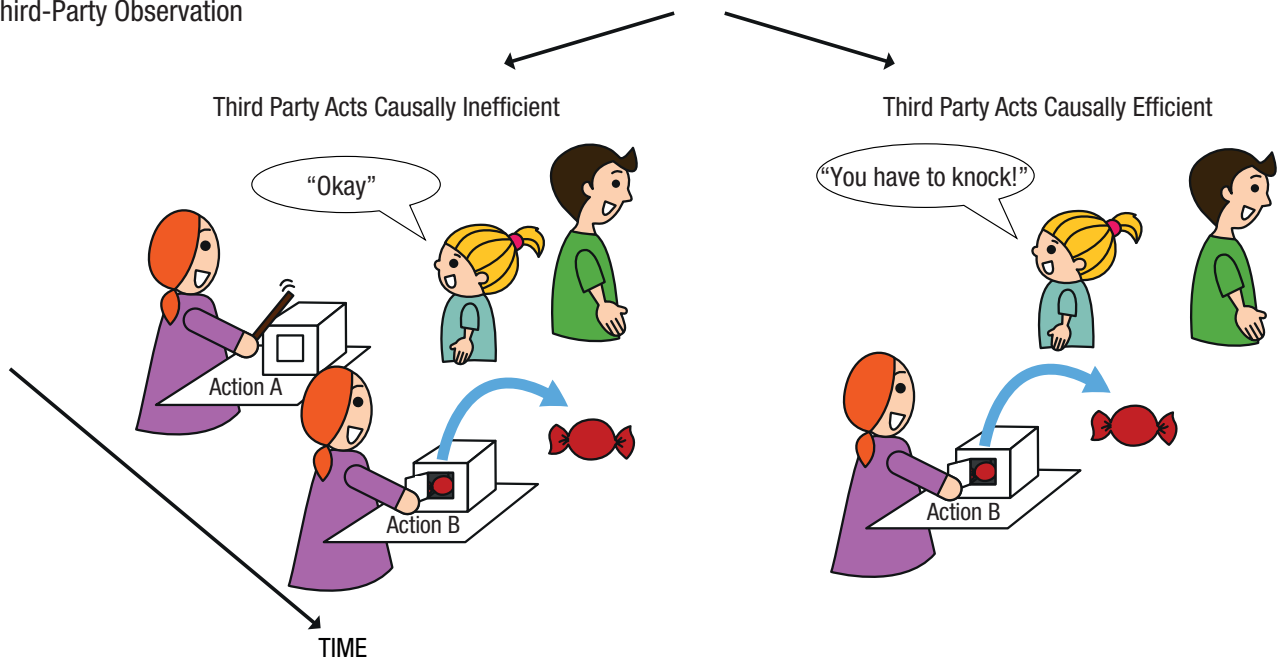 hird-Party Observation
Third Party Acts Causally Inefficient
Third Party Acts Causally Efficient
“Okay”
“You have to knock!”
Action A
Action B
Action B
TIME